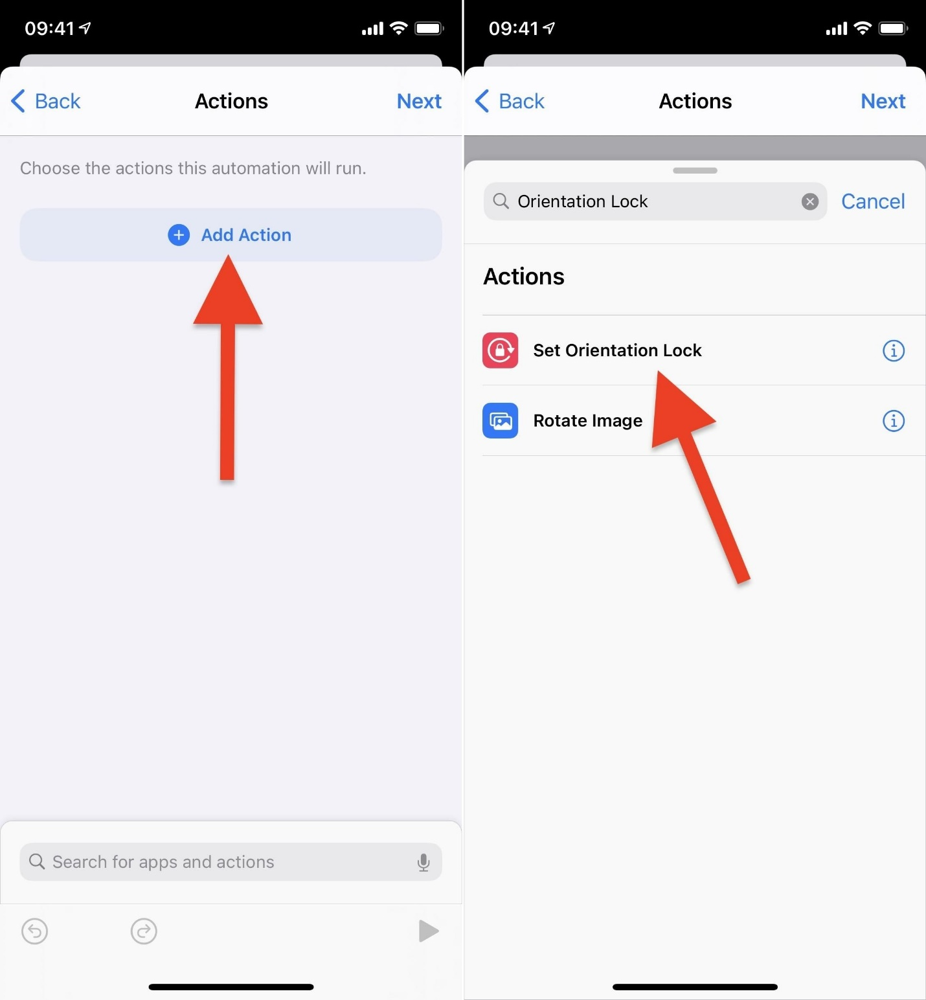 09:41
Back
Actions
Next
Choose the actions this automation will run.
Add Action
Search for apps and actions
09:41
Back
Actions
Next
Orientation Lock
Cancel
Actions
Set Orientation Lock
Rotate Image